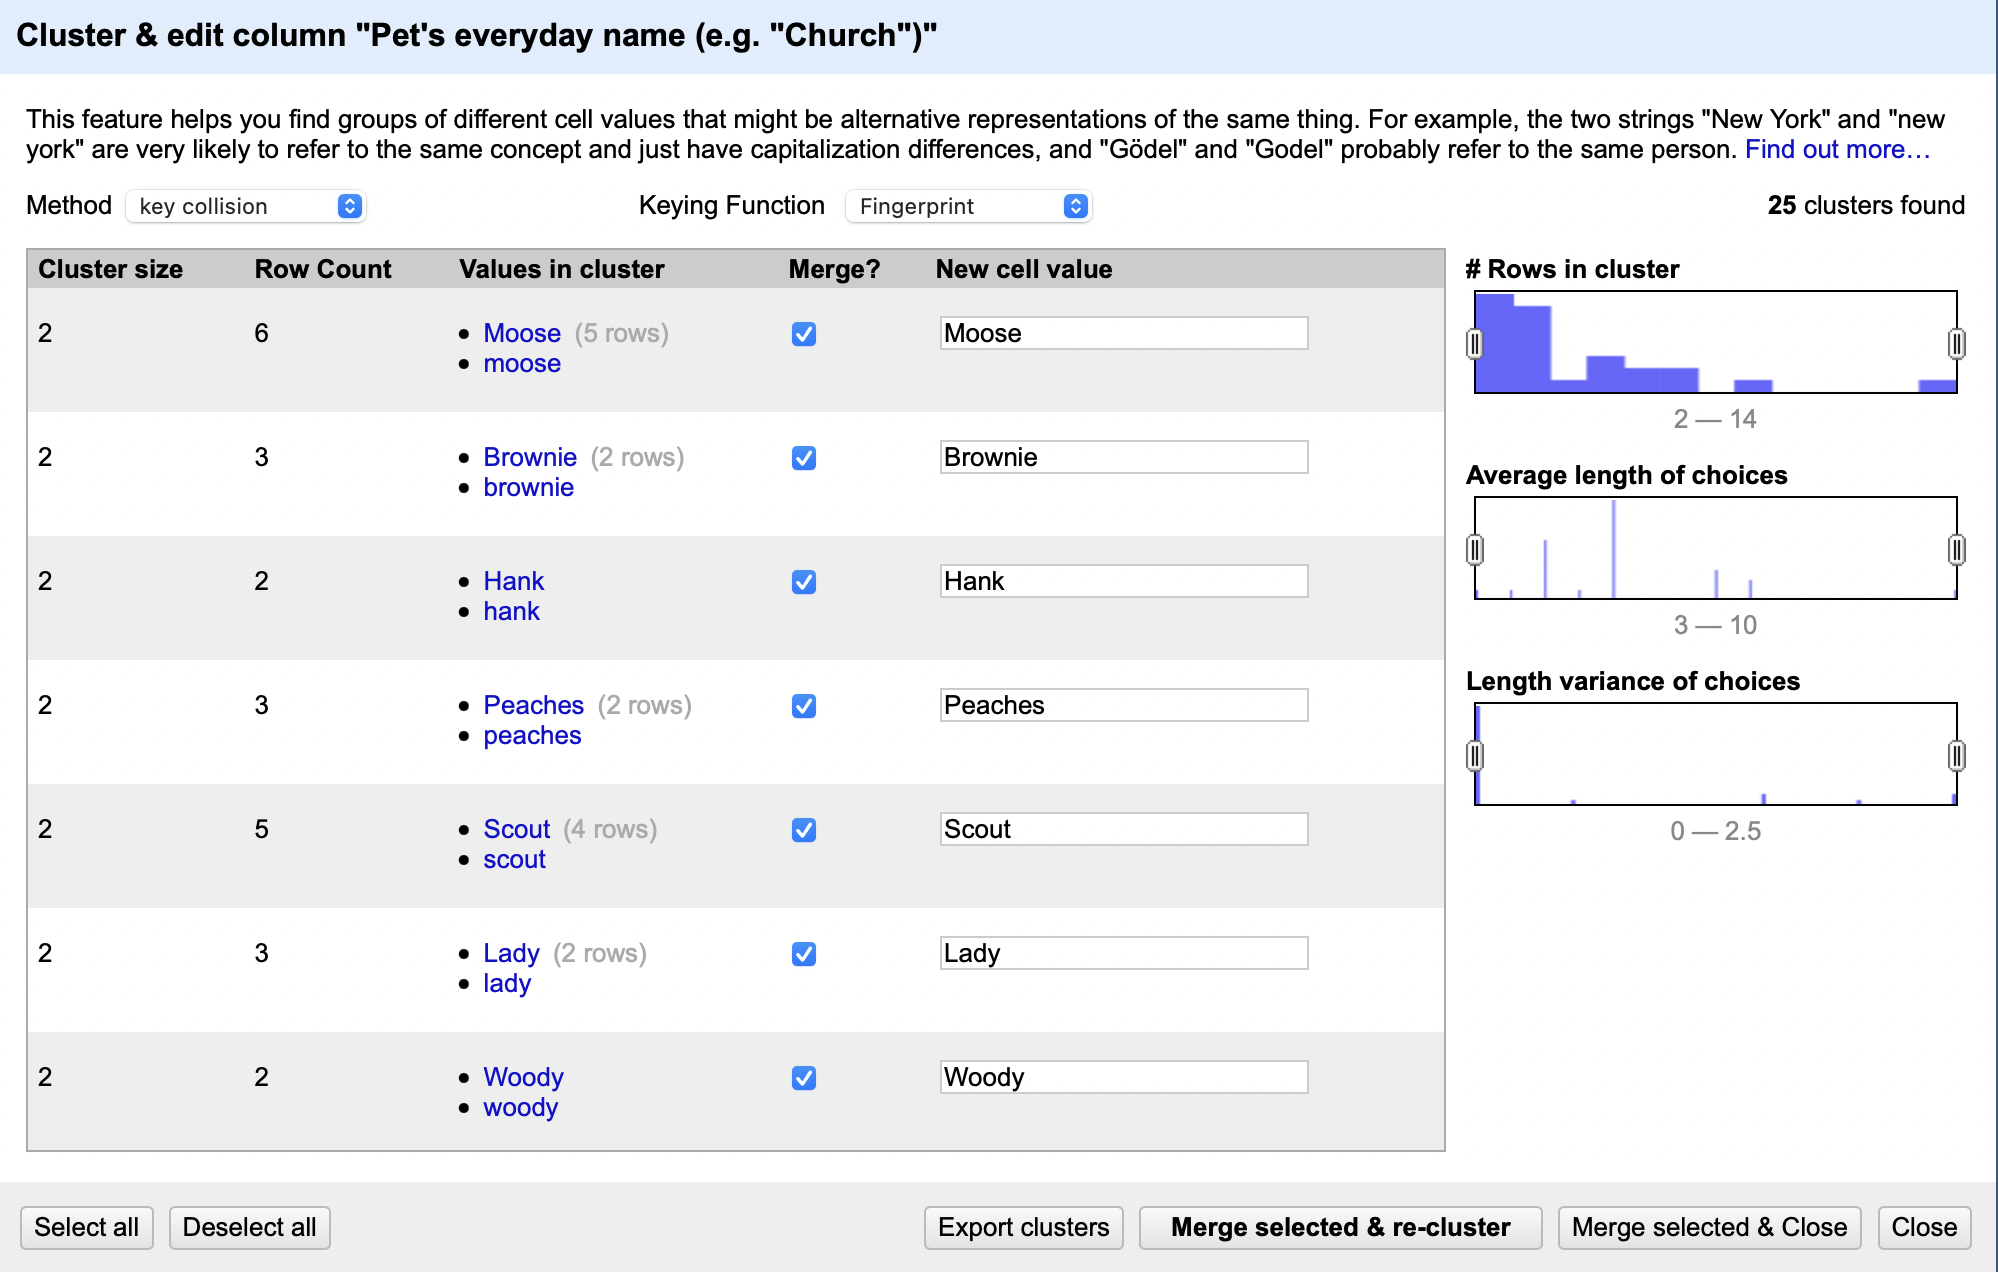 Cluster & edit column "Pet's everyday name (e.g. "Church")"
This feature helps you find groups of different cell values that might be alternative representations of the same thing. For example, the two strings "New York" and "new
york" are very likely to refer to the same concept and just have capitalization differences, and "Gödel" and "Godel" probably refer to the same person. Find out more…
Method key collision Keying Function Fingerprint 25 clusters found
Cluster size Row Count Values in cluster Merge? New cell value
2 6 • Moose (5 rows) Moose
• moose
2 3 • Brownie (2 rows) Brownie
• brownie
2 2 • Hank Hank
• hank
2 3 • Peaches (2 rows) Peaches
• peaches
2 5 • Scout (4 rows) Scout
• scout
2 3 • Lady (2 rows) Lady
• lady
2 2 • Woody Woody
• woody
# Rows in cluster
2 — 14
Average length of choices
3 — 10
Length variance of choices
0 — 2.5
Select all Deselect all Export clusters Merge selected & re-cluster Merge selected & Close Close